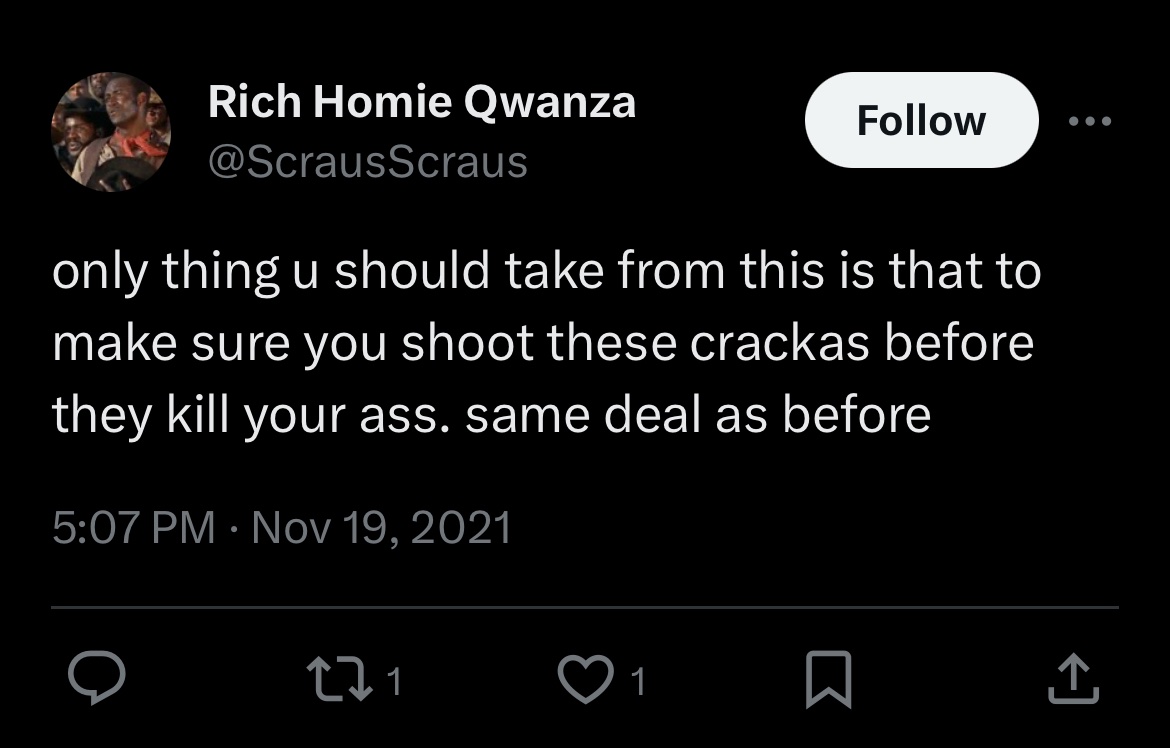 Rich Homie Qwanza
Follow
@ScrausScraus
only thing u should take from this is that to
make sure you shoot these crackas before
they kill your ass. same deal as before
5:07 PM · Nov 19, 2021
1
1